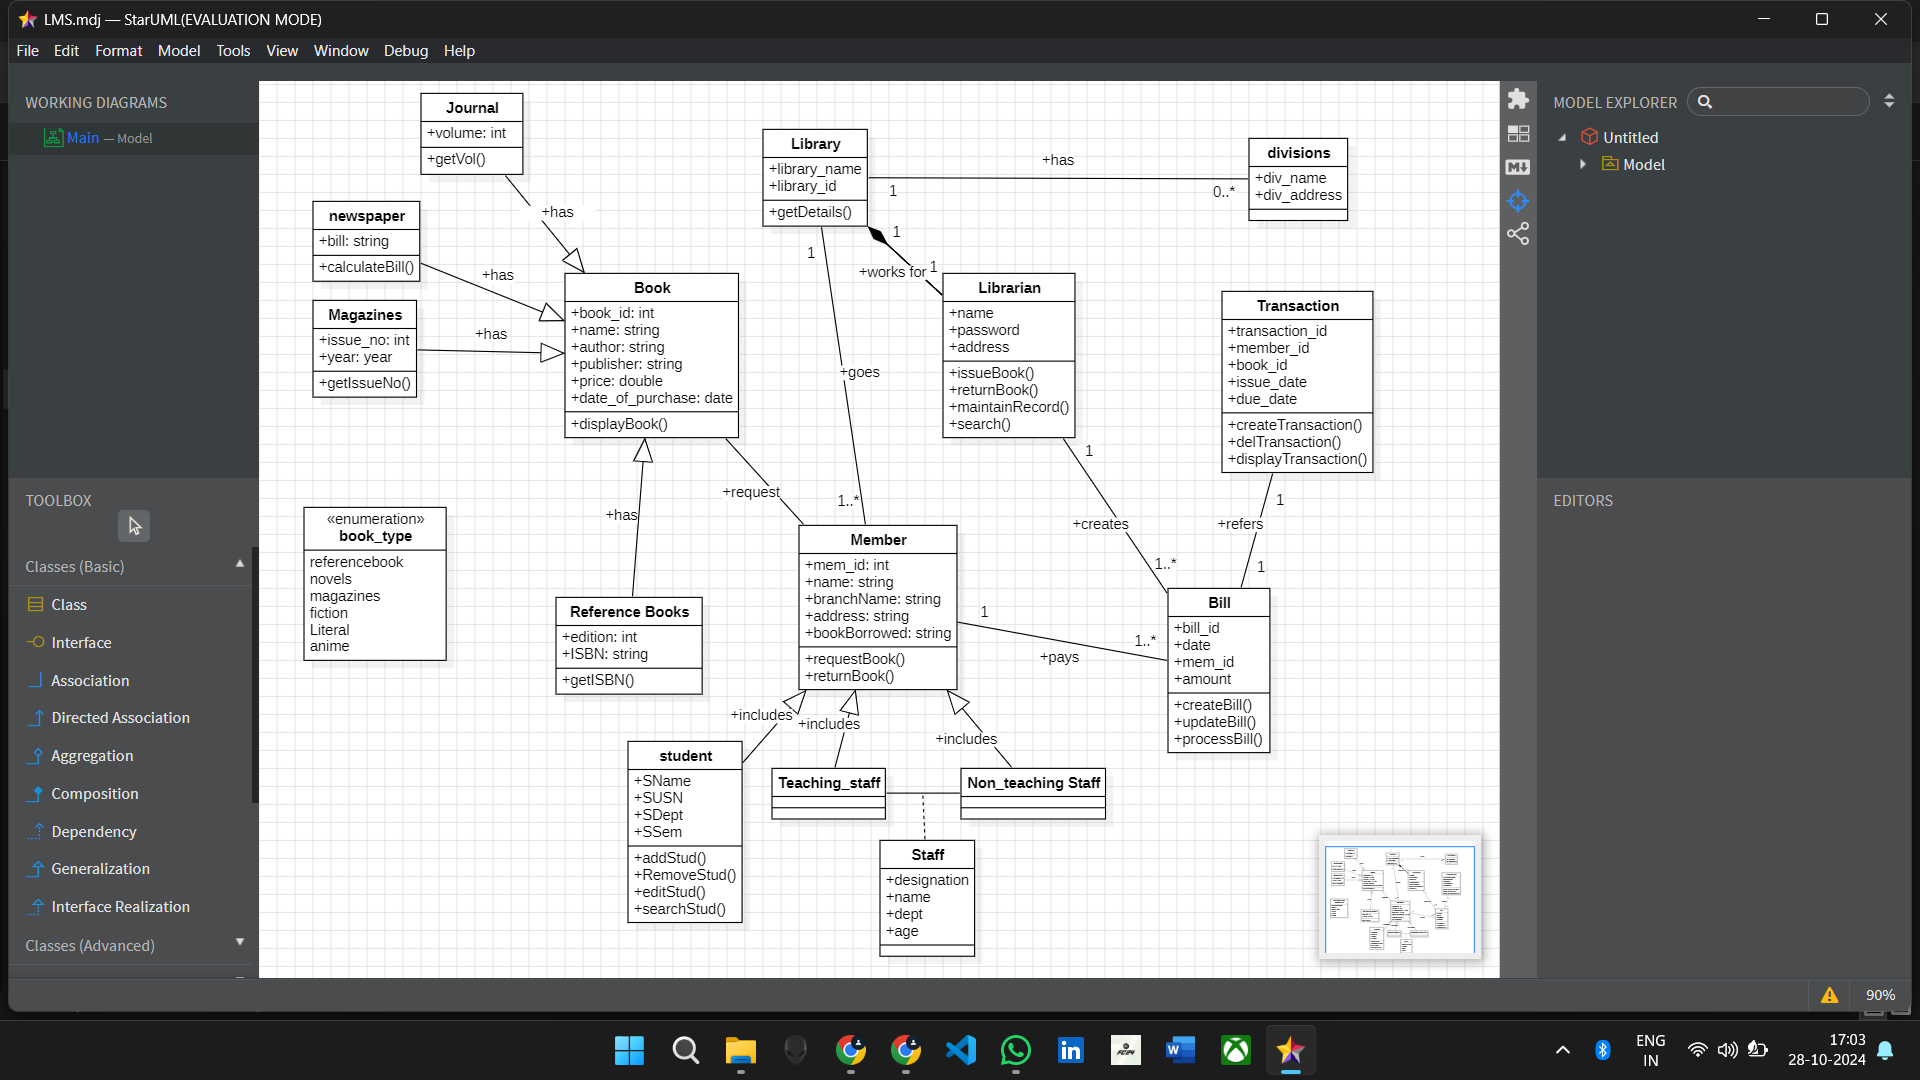 LMS.mdj — StarUML(EVALUATION MODE)
File Edit Format Model Tools View Window Debug Help
WORKING DIAGRAMS
Main — Model
TOOLBOX
Classes (Basic)
Class
Interface
Association
Directed Association
Aggregation
Composition
Dependency
Generalization
Interface Realization
Classes (Advanced)
Journal
+volume: int
+getVol()
+has
newspaper
+bill: string
+calculateBill()
+has
Magazines
+issue_no: int
+year: year
+getIssueNo()
+has
Book
+book_id: int
+name: string
+author: string
+publisher: string
+price: double
+date_of_purchase: date
+displayBook()
Library
+library_name
+library_id
+getDetails()
+has
1
0..*
divisions
+div_name
+div_address
1
+works for
1
1
+goes
1..*
Librarian
+name
+password
+address
+issueBook()
+returnBook()
+maintainRecord()
+search()
Transaction
+transaction_id
+member_id
+book_id
+issue_date
+due_date
+createTransaction()
+delTransaction()
+displayTransaction()
«enumeration»
book_type
referencebook
novels
magazines
fiction
Literal
anime
+has
+request
Reference Books
+edition: int
+ISBN: string
+getISBN()
Member
+mem_id: int
+name: string
+branchName: string
+address: string
+bookBorrowed: string
+requestBook()
+returnBook()
1
+creates
1..*
1
+refers
1
1
+pays
1..*
Bill
+bill_id
+date
+mem_id
+amount
+createBill()
+updateBill()
+processBill()
+includes
+includes
+includes
student
+SName
+SUSN
+SDept
+SSem
+addStud()
+RemoveStud()
+editStud()
+searchStud()
Teaching_staff
Non_teaching Staff
Staff
+designation
+name
+dept
+age
MODEL EXPLORER
Untitled
Model
EDITORS
90%
ENG
IN
17:03
28-10-2024